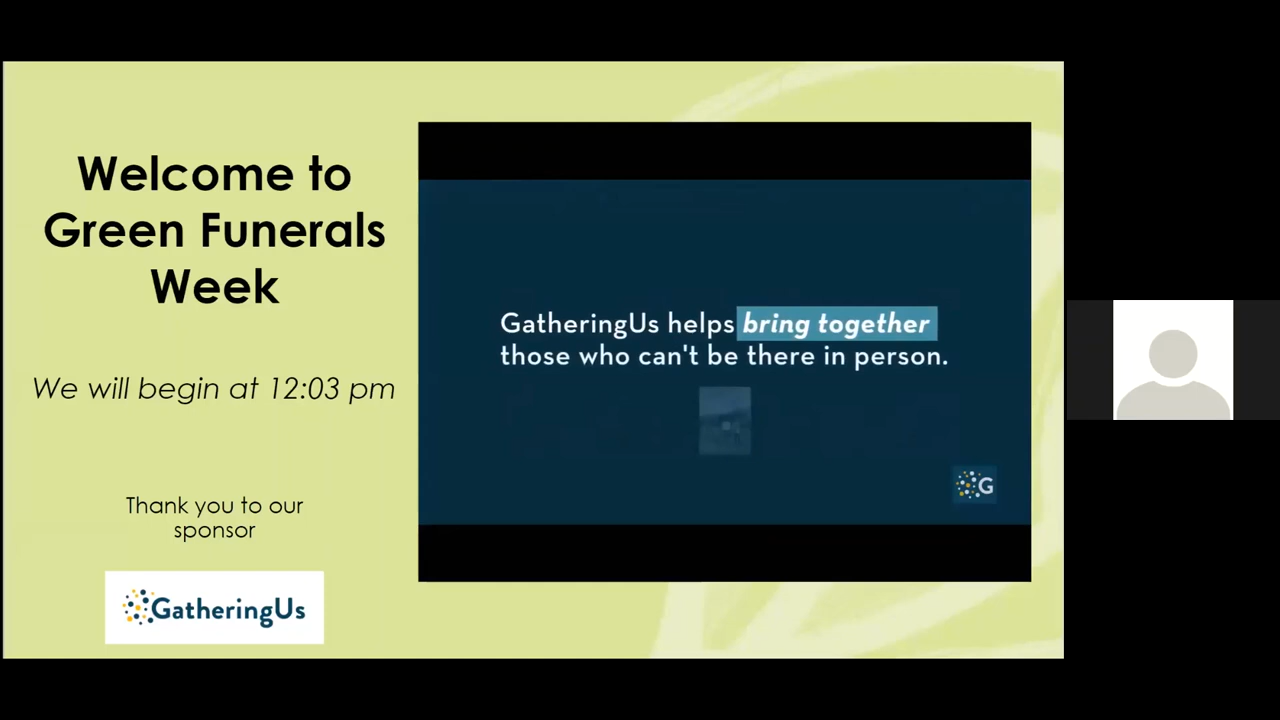 Welcome to
Green Funerals
Week
We will begin at 12:03 pm
Thank you to our
sponsor
GatheringUs
GatheringUs helps bring together
those who can't be there in person.
G